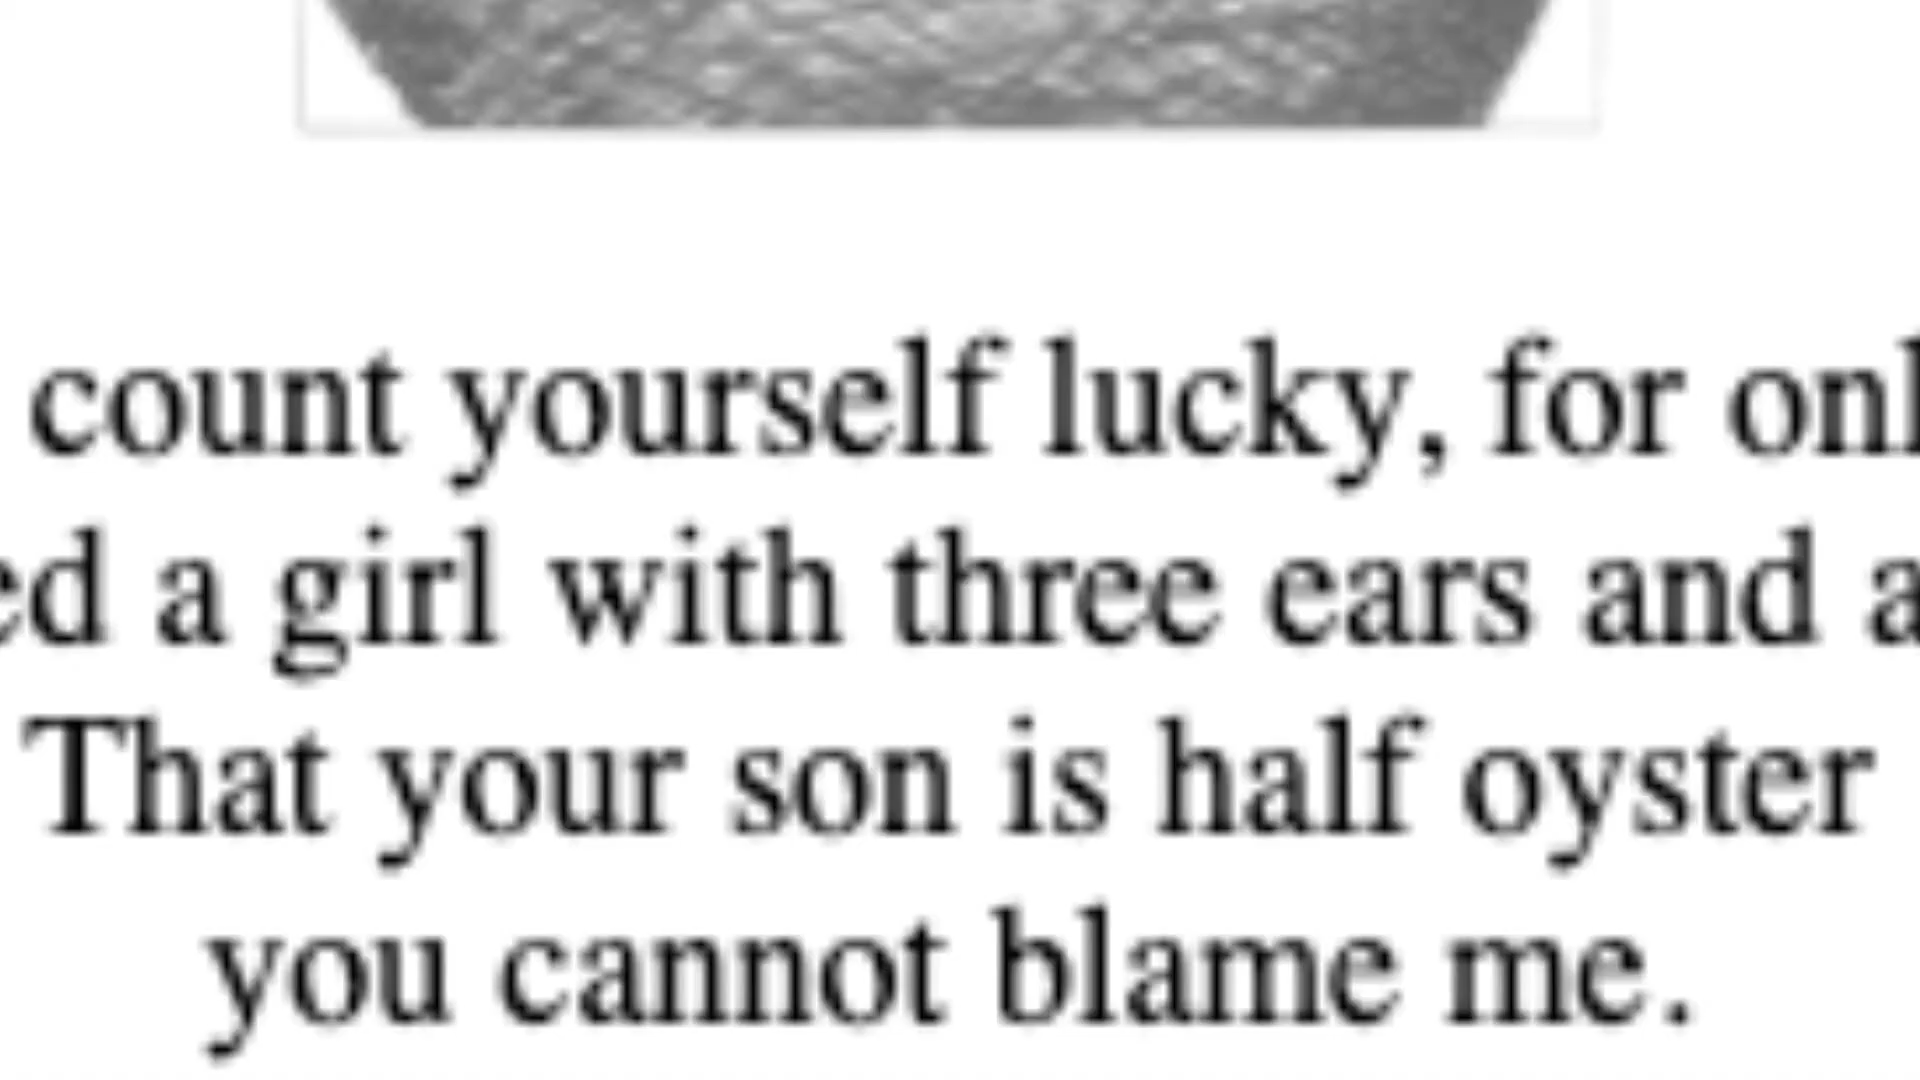 count yourself lucky, for onl
ed a girl with three ears and a
That your son is half oyster
you cannot blame me.